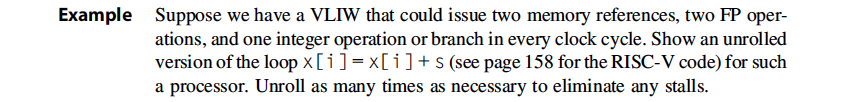 Example Suppose we have a VLIW that could issue two memory references, two FP oper-
ations, and one integer operation or branch in every clock cycle. Show an unrolled
version of the loop x[i]=x[i]+s (see page 158 for the RISC-V code) for such
a processor. Unroll as many times as necessary to eliminate any stalls.